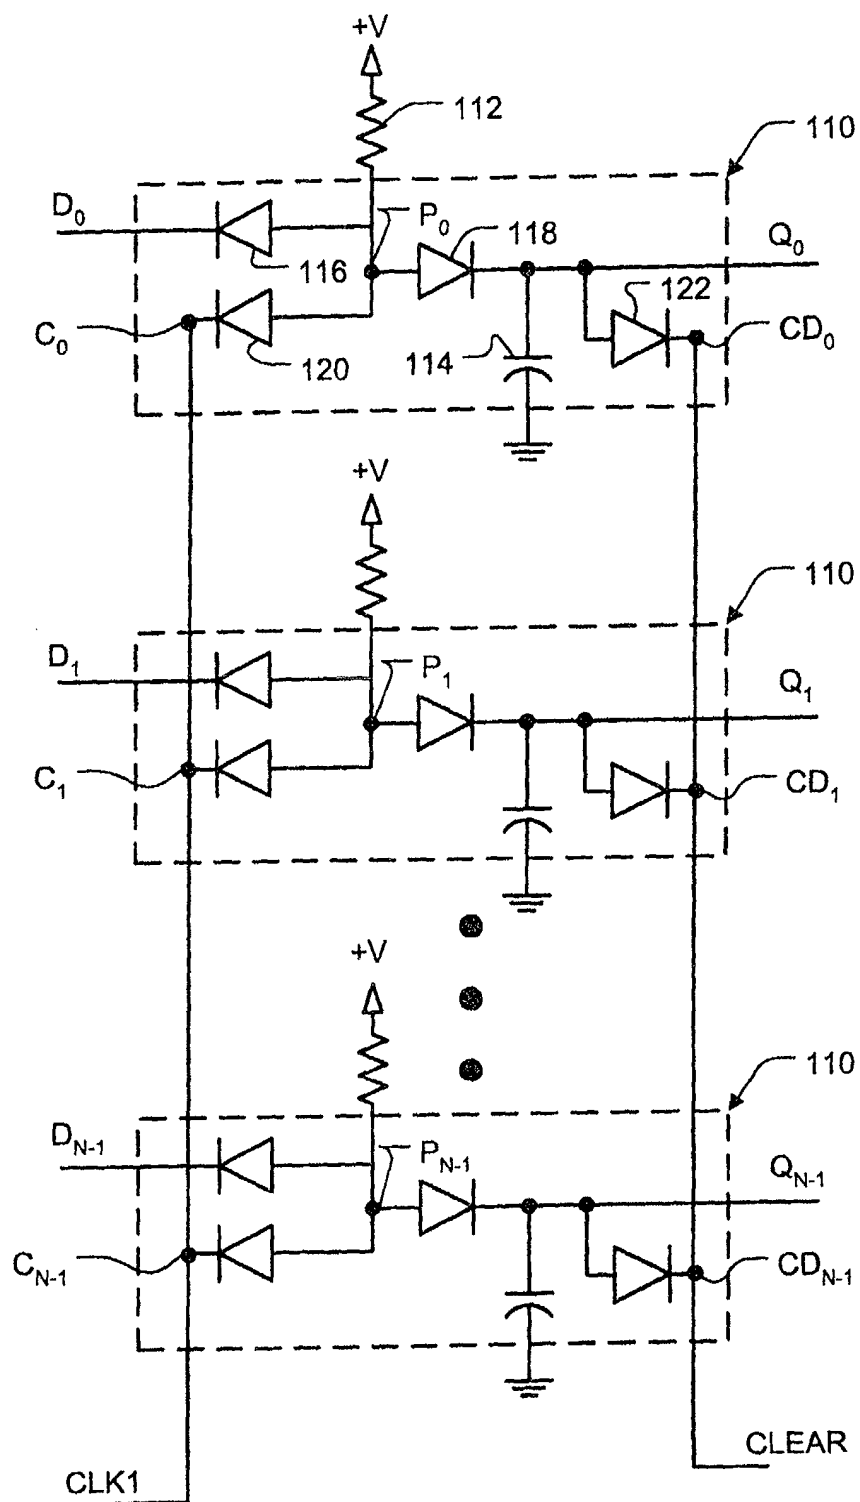 +V
112
110
D0
P0
118
Q0
116
122
C0
120
114
CD0
+V
110
D1
P1
Q1
C1
CD1
+V
110
DN-1
PN-1
QN-1
CN-1
CDN-1
CLEAR
CLK1